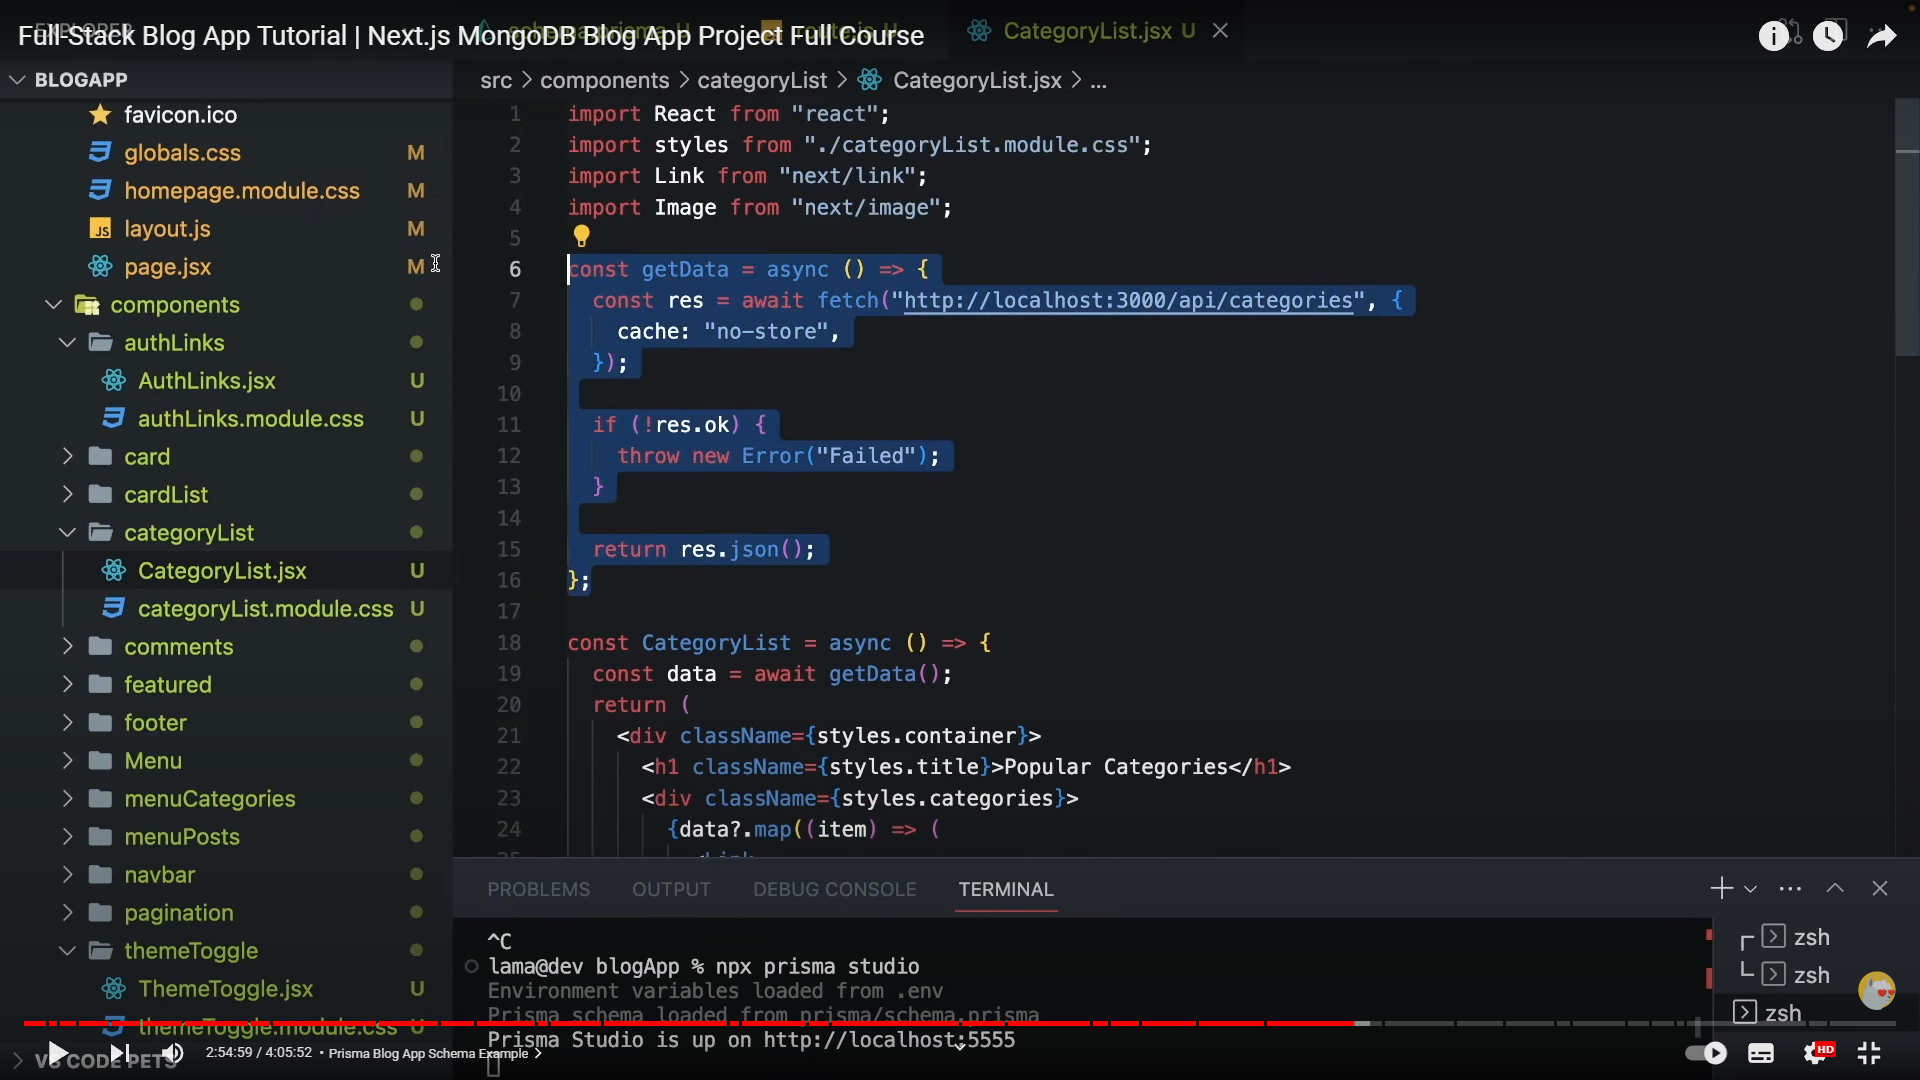 EXPLORER
schema.prisma U
route.js U
CategoryList.jsx U
Full-Stack Blog App Tutorial | Next.js MongoDB Blog App Project Full Course
BLOGAPP
src > components > categoryList > CategoryList.jsx > ...
favicon.ico
globals.css M
homepage.module.css M
layout.js M
page.jsx M
components
authLinks
AuthLinks.jsx U
authLinks.module.css U
card
cardList
categoryList
CategoryList.jsx U
categoryList.module.css U
comments
featured
footer
Menu
menuCategories
menuPosts
navbar
pagination
themeToggle
ThemeToggle.jsx U
themeToggle.module.css U
VS CODE PETS
1 import React from "react";
2 import styles from "./categoryList.module.css";
3 import Link from "next/link";
4 import Image from "next/image";
5
6 const getData = async () => {
7 const res = await fetch("http://localhost:3000/api/categories", {
8 cache: "no-store",
9 });
10
11 if (!res.ok) {
12 throw new Error("Failed");
13 }
14
15 return res.json();
16 };
17
18 const CategoryList = async () => {
19 const data = await getData();
20 return (
21 <div className={styles.container}>
22 <h1 className={styles.title}>Popular Categories</h1>
23 <div className={styles.categories}>
24 {data?.map((item) => (
25 <Link
PROBLEMS OUTPUT DEBUG CONSOLE TERMINAL
^C
lama@dev blogApp % npx prisma studio
Environment variables loaded from .env
Prisma schema loaded from prisma/schema.prisma
Prisma Studio is up on http://localhost:5555
zsh
zsh
zsh
2:54:59 / 4:05:52 • Prisma Blog App Schema Example >
HD